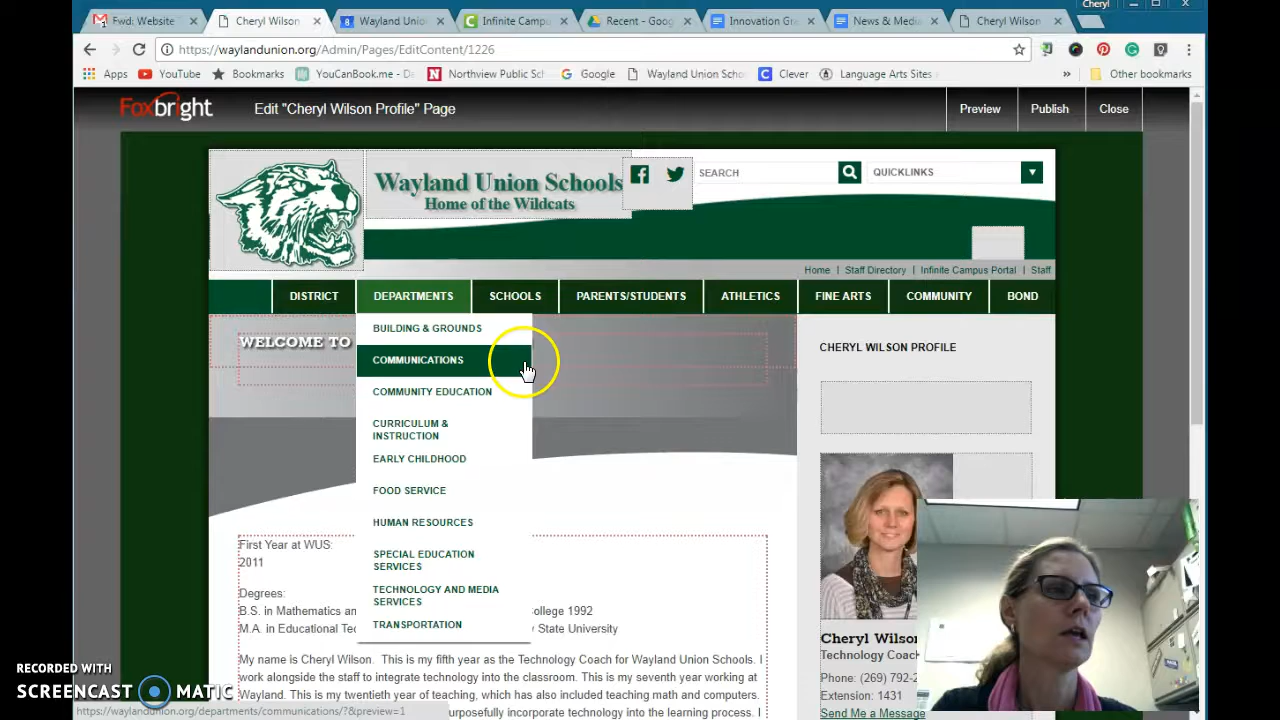 Cheryl
Fwd: Website
Cheryl Wilson
Wayland Union
Infinite Camp
Recent - Goog
Innovation Gr
News & Media
Cheryl Wilson
https://waylandunion.org/Admin/Pages/EditContent/1226
Apps YouTube Bookmarks YouCanBook.me - Da Northview Public Sch Google Wayland Union Scho Clever Language Arts Sites » Other bookmarks
Foxbright Edit "Cheryl Wilson Profile" Page Preview Publish Close
Wayland Union Schools
Home of the Wildcats
SEARCH QUICKLINKS
Home | Staff Directory | Infinite Campus Portal | Staff
DISTRICT DEPARTMENTS SCHOOLS PARENTS/STUDENTS ATHLETICS FINE ARTS COMMUNITY BOND
BUILDING & GROUNDS
WELCOME TO
CHERYL WILSON PROFILE
COMMUNICATIONS
COMMUNITY EDUCATION
CURRICULUM &
INSTRUCTION
EARLY CHILDHOOD
FOOD SERVICE
HUMAN RESOURCES
SPECIAL EDUCATION
SERVICES
TECHNOLOGY AND MEDIA
SERVICES
TRANSPORTATION
First Year at WUS:
2011
Degrees:
B.S. in Mathematics an ollege 1992
M.A. in Educational Tec y State University
My name is Cheryl Wilson. This is my fifth year as the Technology Coach for Wayland Union Schools. I
work alongside the staff to integrate technology into the classroom. This is my seventh year working at
Wayland. This is my twentieth year of teaching, which has also included teaching math and computers.
purposefully incorporate technology into the learning process. I
Cheryl Wilson
Technology Coach
Phone: (269) 792-2
Extension: 1431
Send Me a Message
RECORDED WITH
SCREENCAST MATIC
https://waylandunion.org/departments/communications/?&preview=1